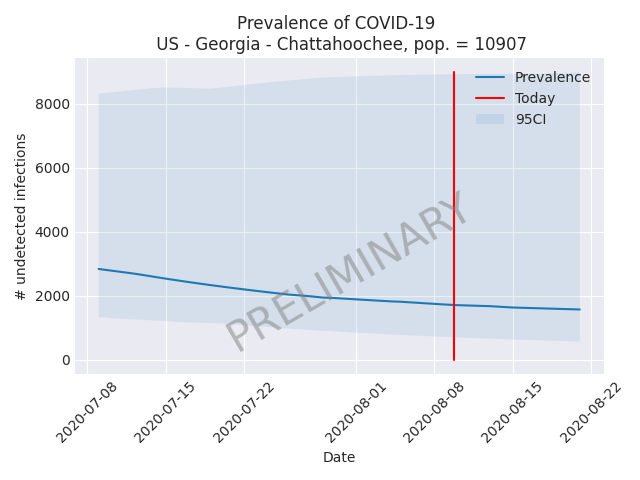 Prevalence of COVID-19
US - Georgia - Chattahoochee, pop. = 10907
Prevalence
Today
95CI
8000
6000
4000
2000
0
# undetected infections
PRELIMINARY
2020-07-08
2020-07-15
2020-07-22
2020-08-01
2020-08-08
2020-08-15
2020-08-22
Date